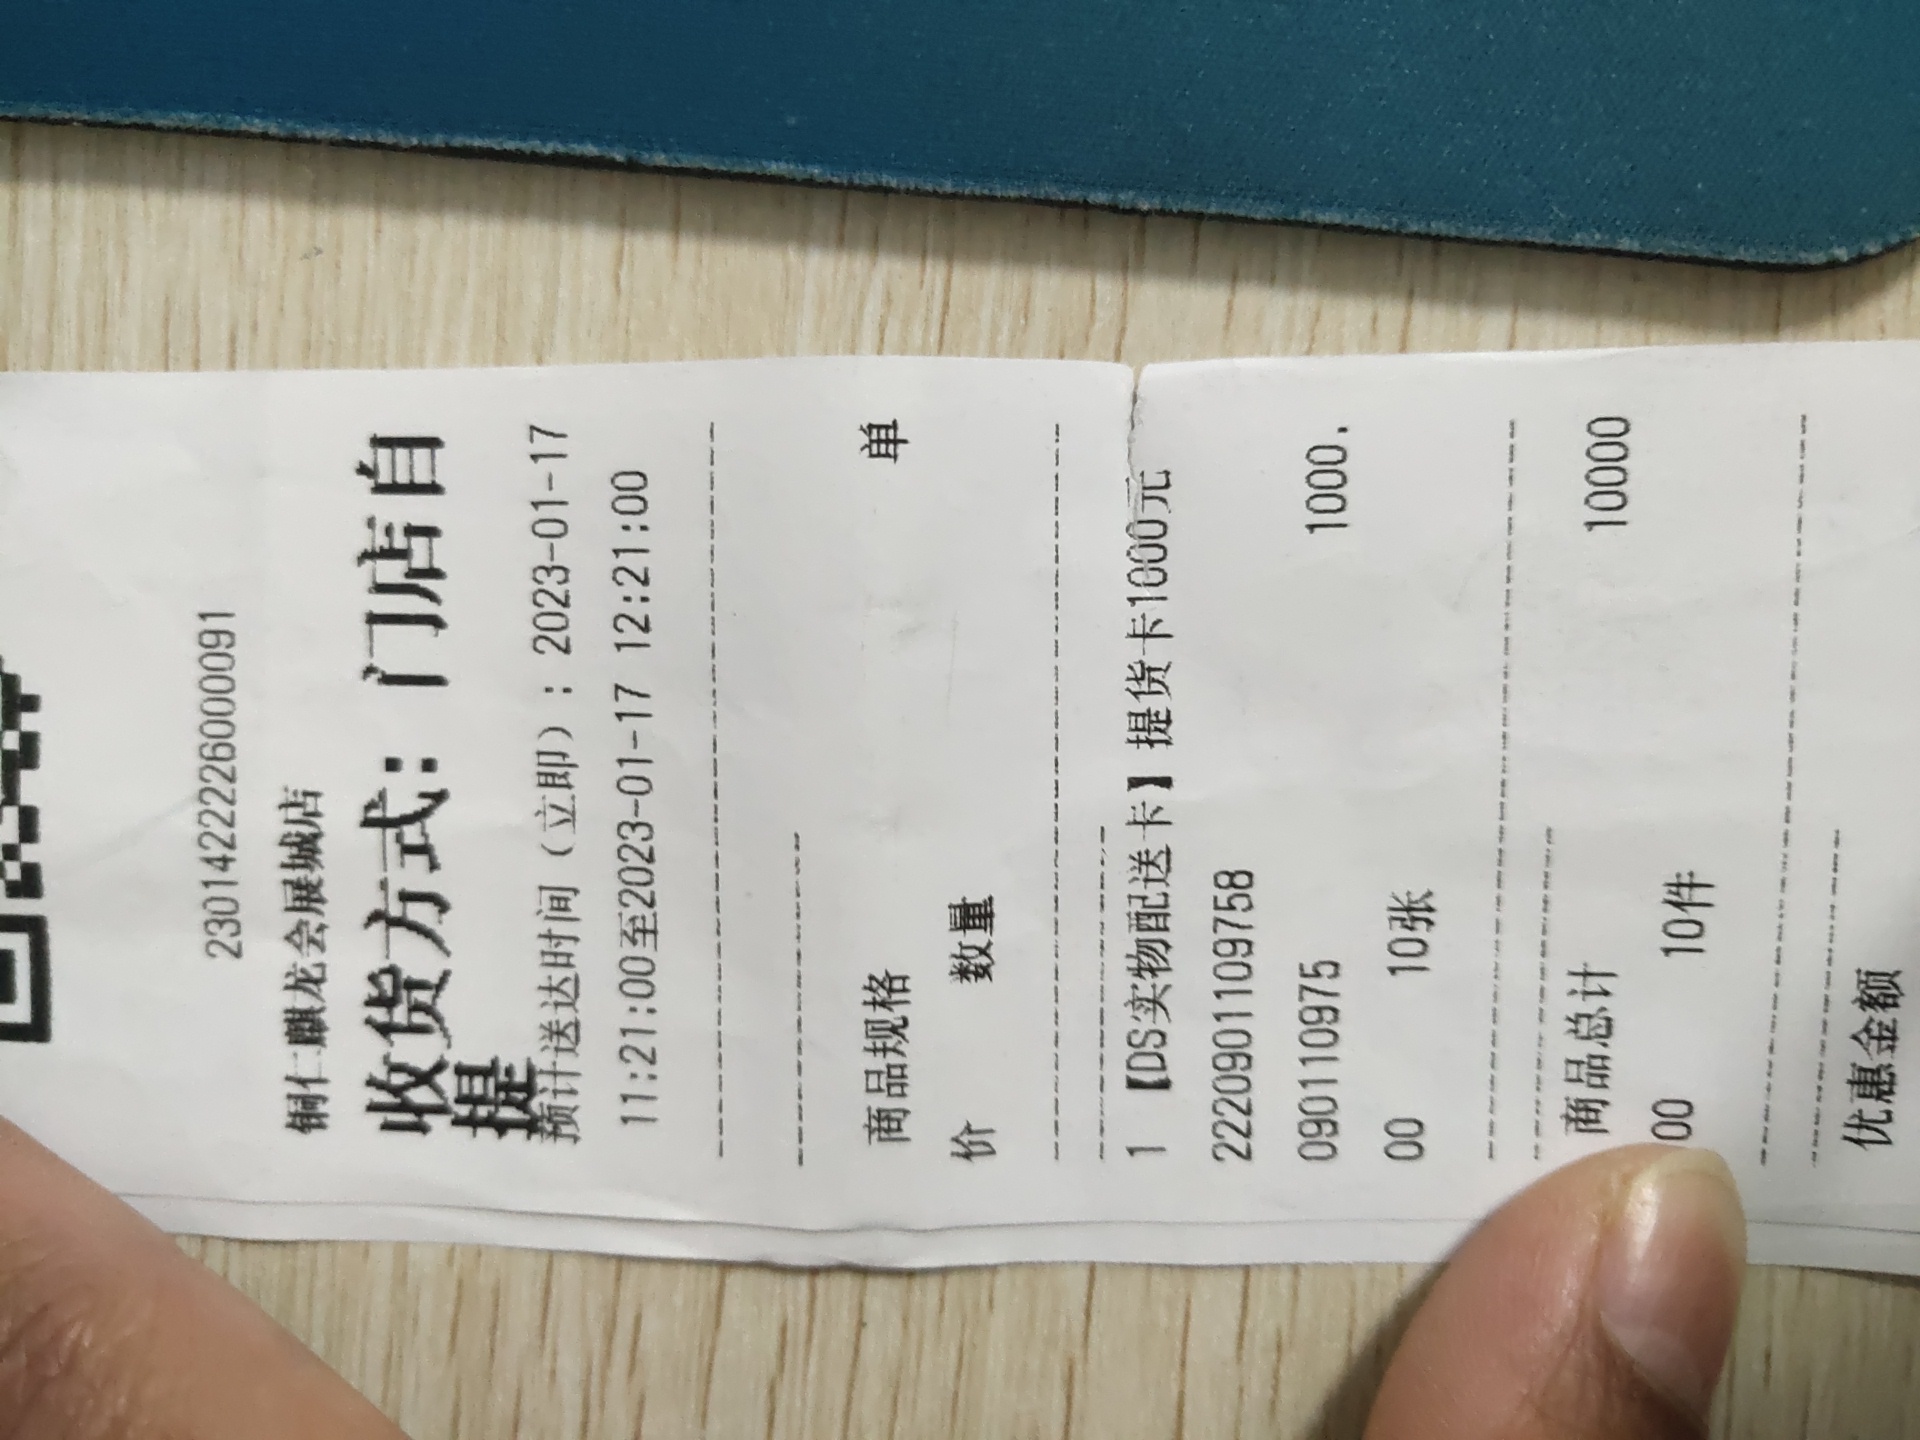 2301422226000091
铜仁麒龙会展城店
收货方式：门店自
提
预计送达时间（立即）：2023-01-17
11:21:00至2023-01-17 12:21:00
商品规格 单
价 数量
1 【DS实物配送卡】提货卡1000元
2220901109758
0901109975 1000.
00 10张
商品总计 10000
00 10件
优惠金额